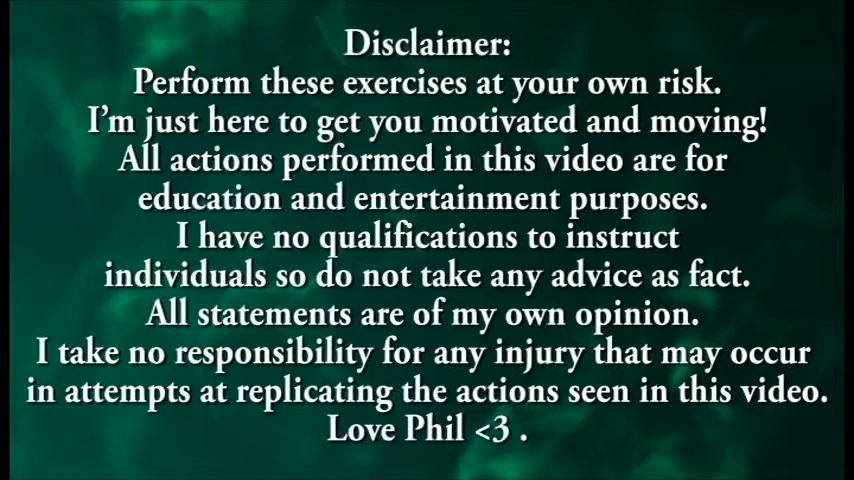 Disclaimer:
Perform these exercises at your own risk.
I'm just here to get you motivated and moving!
All actions performed in this video are for
education and entertainment purposes.
I have no qualifications to instruct
individuals so do not take any advice as fact.
All statements are of my own opinion.
I take no responsibility for any injury that may occur
in attempts at replicating the actions seen in this video.
Love Phil <3 .